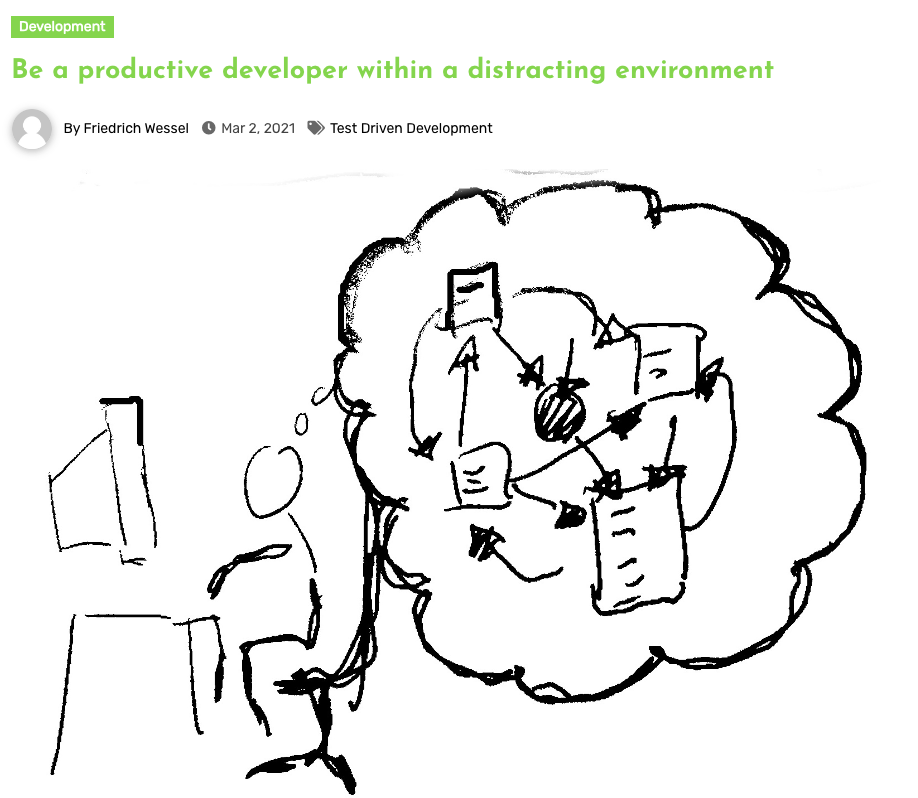 Development
Be a productive developer within a distracting environment
By Friedrich Wessel Mar 2, 2021 Test Driven Development